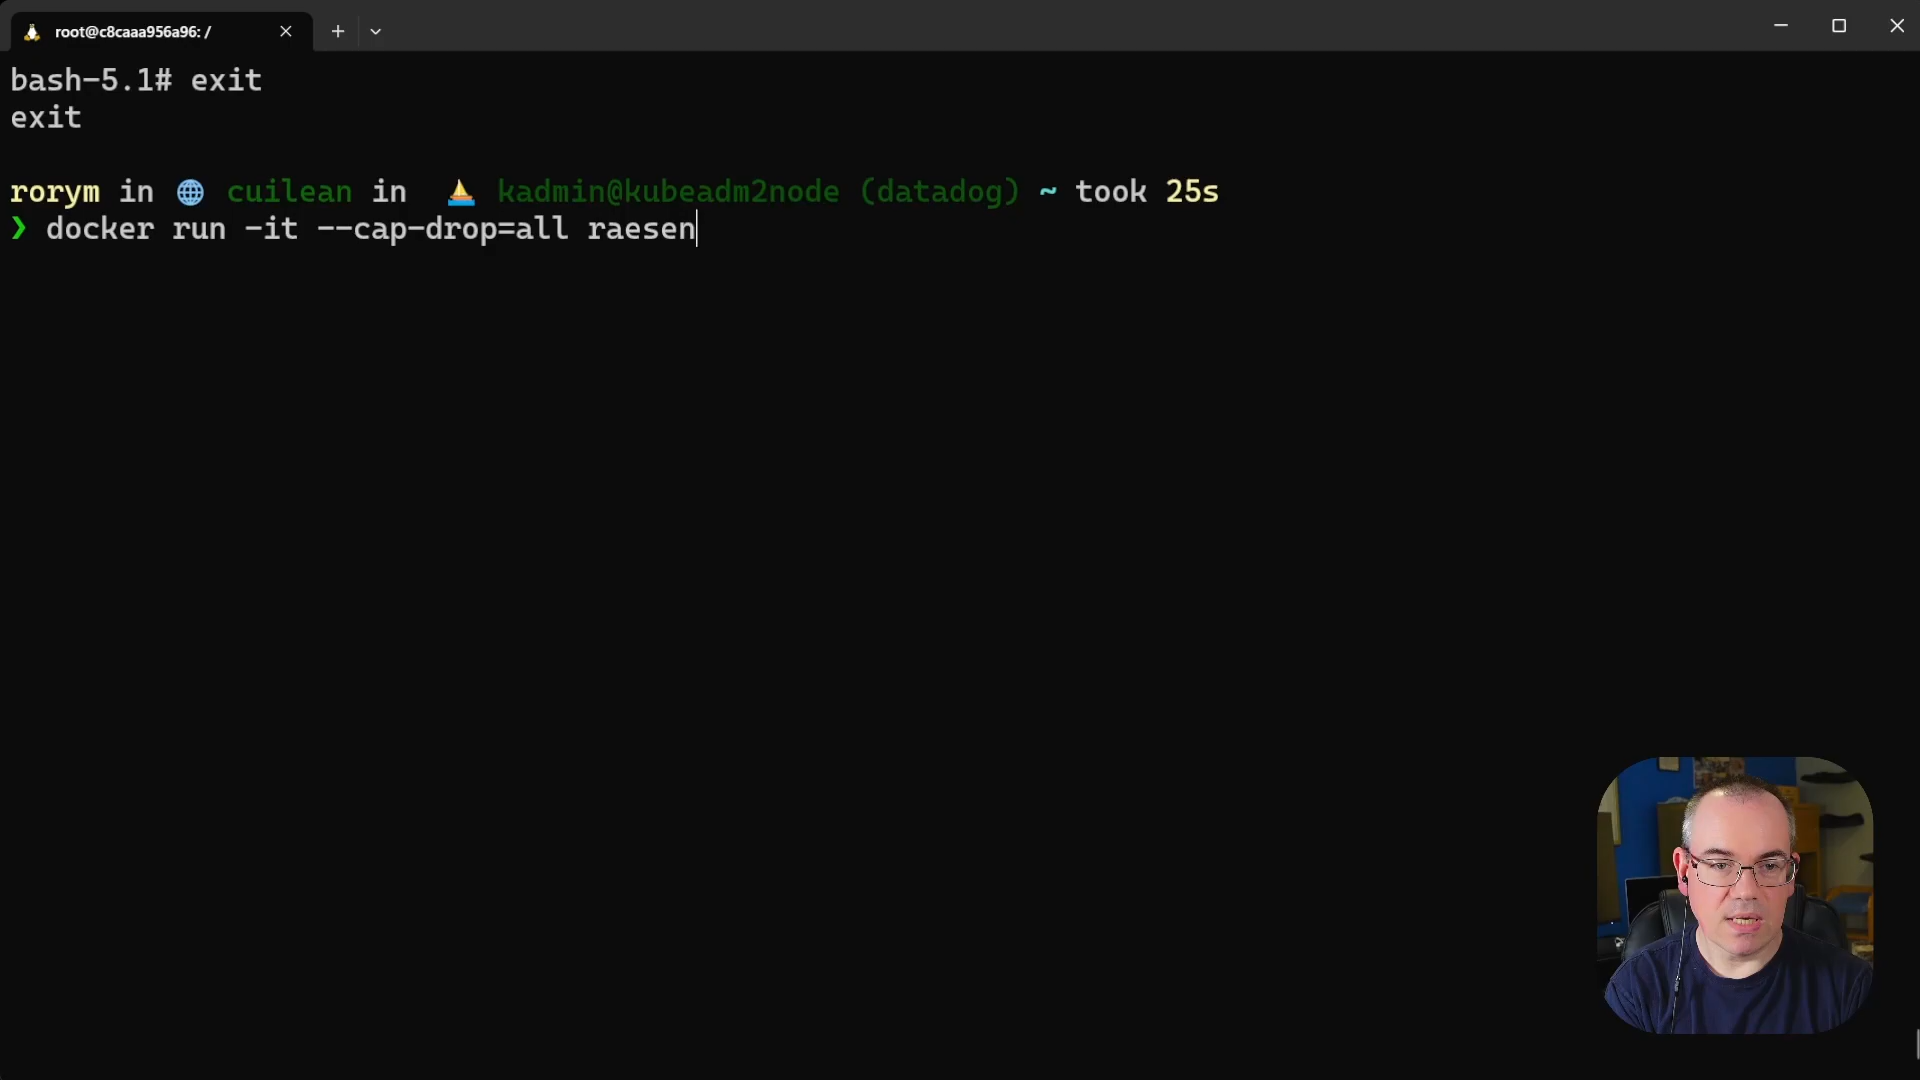 root@c8caaa956a96: /
bash-5.1# exit
exit
rorym in cuilean in kadmin@kubeadm2node (datadog) ~ took 25s
❯ docker run -it --cap-drop=all raesen